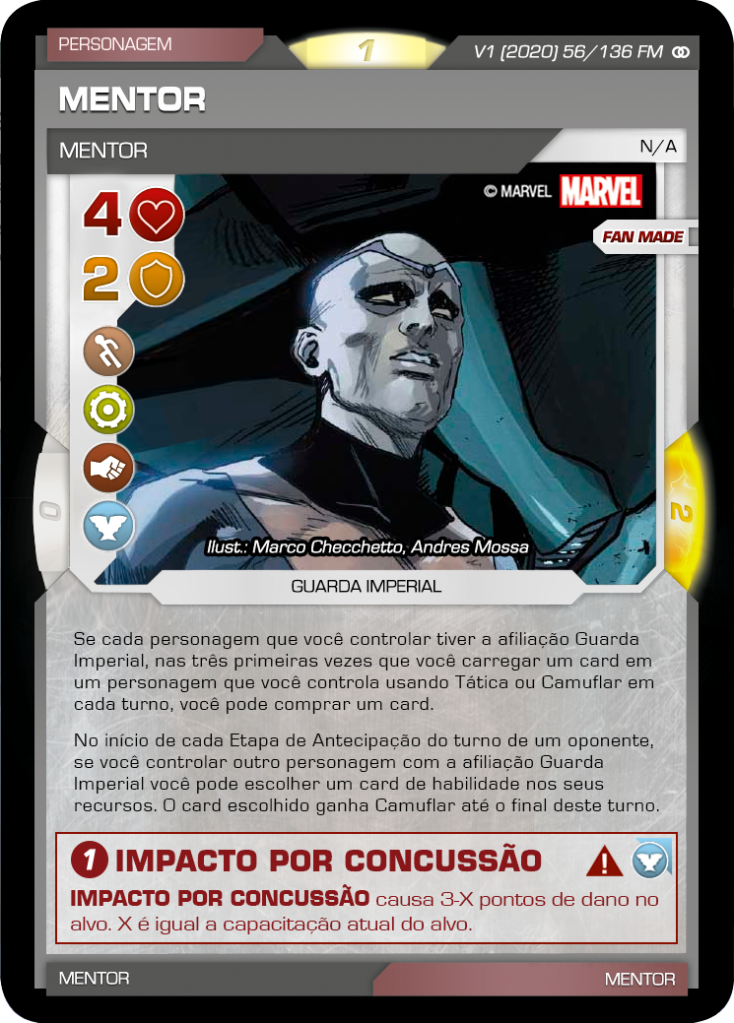 PERSONAGEM
1
V1 (2020) 56/136 FM
MENTOR
MENTOR
N/A
© MARVEL MARVEL
4
FAN MADE
2
0
2
Ilust.: Marco Checchetto, Andres Mossa
GUARDA IMPERIAL
Se cada personagem que você controlar tiver a afiliação Guarda
Imperial, nas três primeiras vezes que você carregar um card em
um personagem que você controla usando Tática ou Camuflar em
cada turno, você pode comprar um card.
No início de cada Etapa de Antecipação do turno de um oponente,
se você controlar outro personagem com a afiliação Guarda
Imperial você pode escolher um card de habilidade nos seus
recursos. O card escolhido ganha Camuflar até o final deste turno.
1 IMPACTO POR CONCUSSÃO
IMPACTO POR CONCUSSÃO causa 3-X pontos de dano no
alvo. X é igual a capacitação atual do alvo.
MENTOR
MENTOR